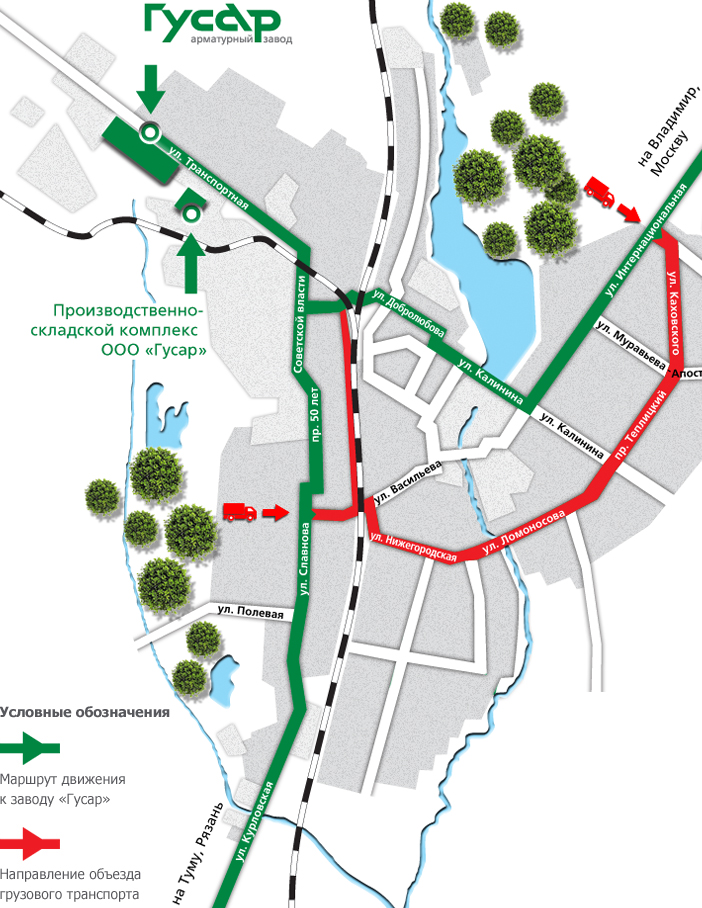 Гусар
арматурный завод
на Владимир,
Москву
ул. Транспортная
ул. Интернациональная
ул. Каховского
Производственно-
складской комплекс
ООО «Гусар»
Советской власти
ул. Добролюбова
ул. Муравьева
Апост
ул. Калинина
ул. Калинина
пр. 50 лет
пр. Теплицкий
ул. Васильева
ул. Ломоносова
ул. Нижегородская
ул. Славнова
ул. Полевая
Условные обозначения
Маршрут движения
к заводу «Гусар»
Направление объезда
грузового транспорта
ул. Курловская
на Туму, Рязань